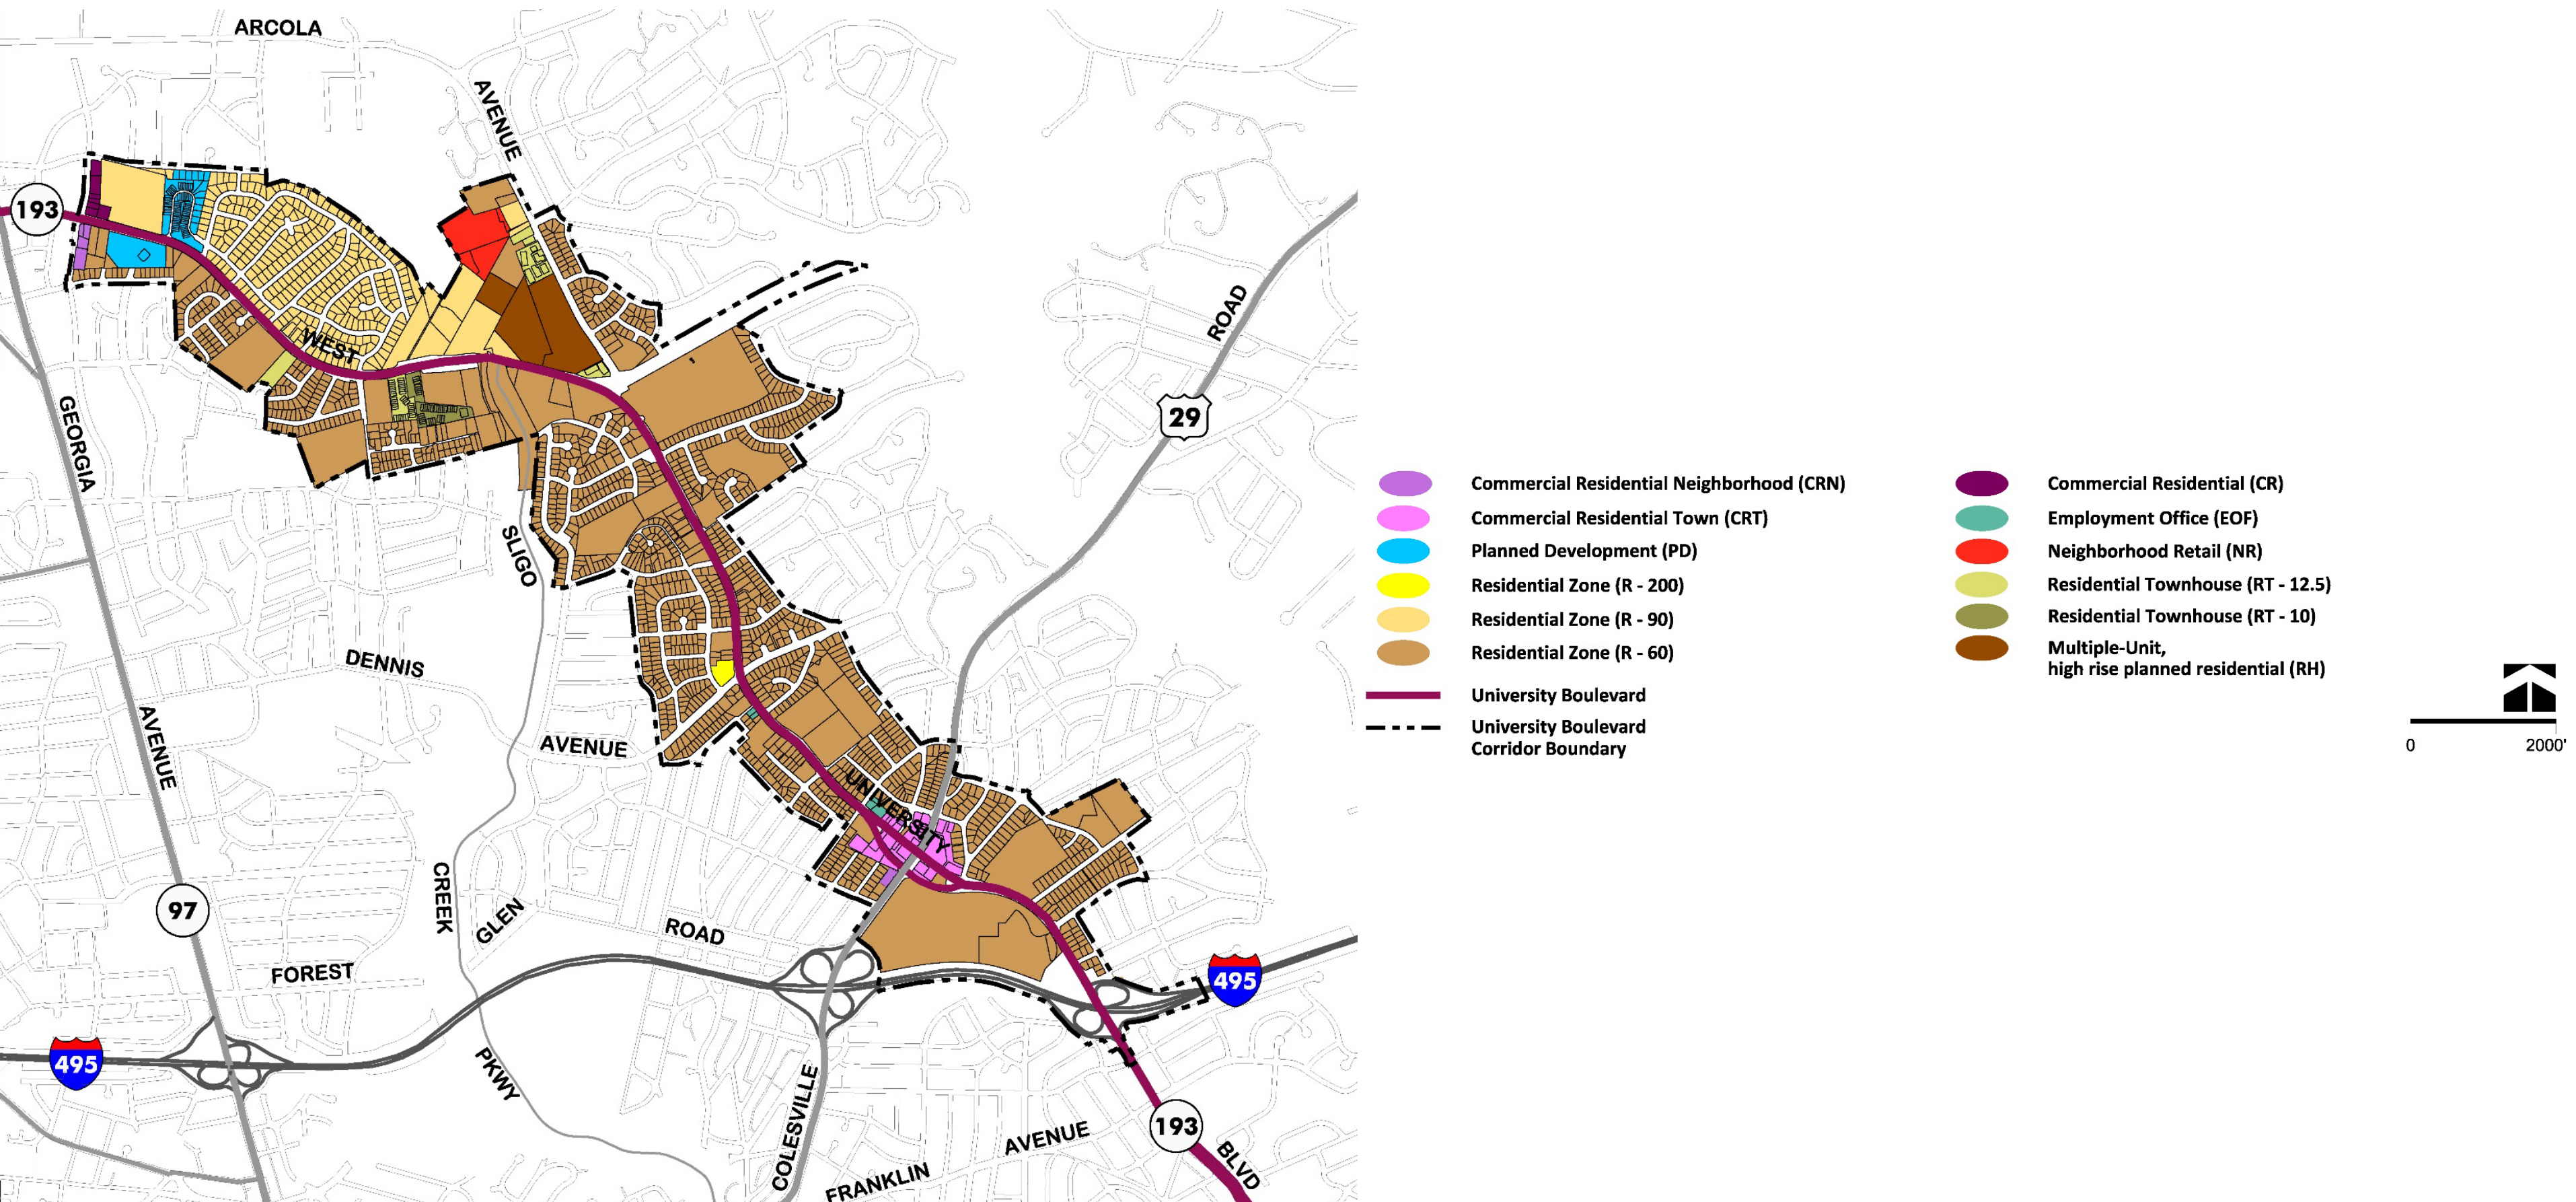 ARCOLA
AVENUE
193
WEST
ROAD
29
GEORGIA
AVENUE
SLIGO
CREEK
PKWY
DENNIS
AVENUE
UNIVERSITY
97
FOREST
GLEN
ROAD
495
495
COLESVILLE
FRANKLIN
AVENUE
193
BLVD
Commercial Residential Neighborhood (CRN)
Commercial Residential Town (CRT)
Planned Development (PD)
Residential Zone (R - 200)
Residential Zone (R - 90)
Residential Zone (R - 60)
University Boulevard
University Boulevard
Corridor Boundary
Commercial Residential (CR)
Employment Office (EOF)
Neighborhood Retail (NR)
Residential Townhouse (RT - 12.5)
Residential Townhouse (RT - 10)
Multiple-Unit,
high rise planned residential (RH)
0 2000'